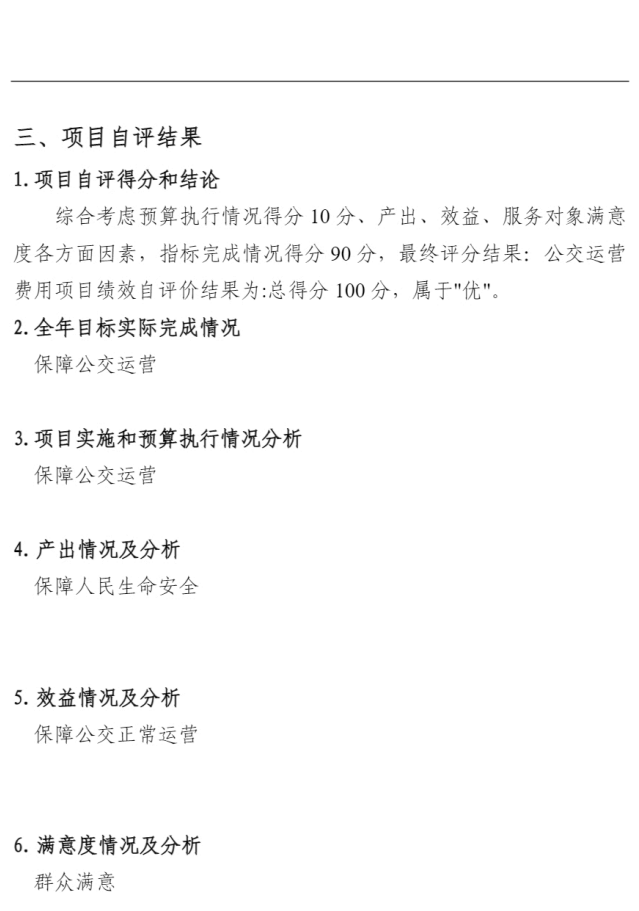 三、项目自评结果
1. 项目自评得分和结论
综合考虑预算执行情况得分 10 分、产出、效益、服务对象满意
度各方面因素，指标完成情况得分 90 分，最终评分结果：公交运营
费用项目绩效自评价结果为:总得分 100 分，属于"优"。
2. 全年目标实际完成情况
保障公交运营
3. 项目实施和预算执行情况分析
保障公交运营
4. 产出情况及分析
保障人民生命安全
5. 效益情况及分析
保障公交正常运营
6. 满意度情况及分析
群众满意